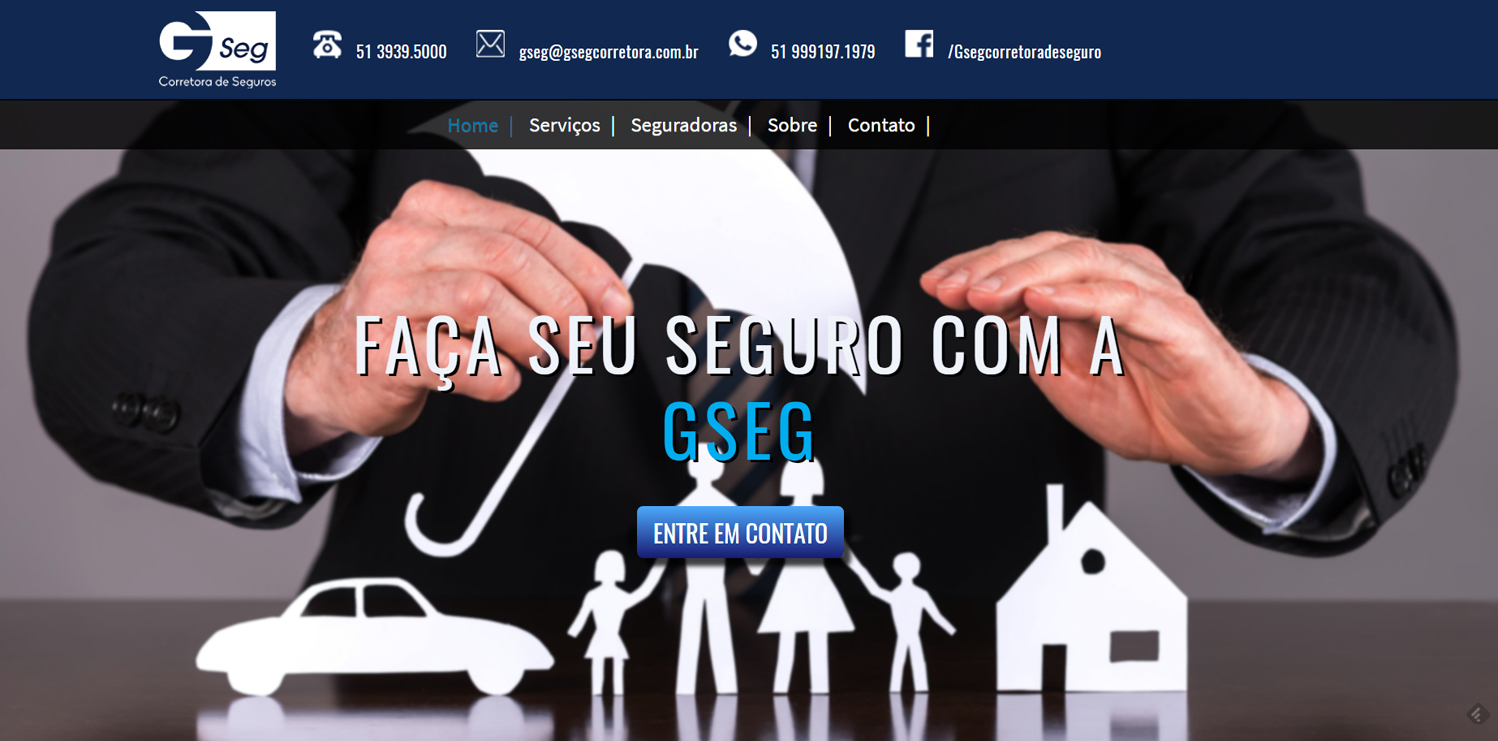 G Seg
Corretora de Seguros
51 3939.5000
gseg@gsegcorretora.com.br
51 999197.1979
/Gsegcorretoradeseguro
Home | Serviços | Seguradoras | Sobre | Contato |
FAÇA SEU SEGURO COM A
GSEG
ENTRE EM CONTATO